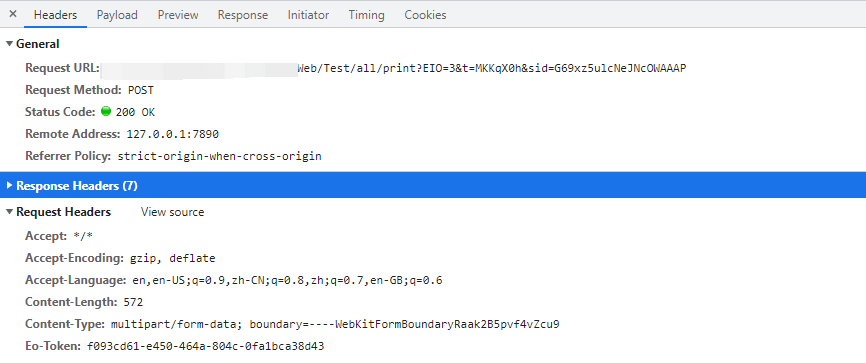 × Headers Payload Preview Response Initiator Timing Cookies
General
Request URL: Web/Test/all/print?EIO=3&t=MKKqX0h&sid=G69xz5ulcNeJNcOWAAAP
Request Method: POST
Status Code: 200 OK
Remote Address: 127.0.0.1:7890
Referrer Policy: strict-origin-when-cross-origin
Response Headers (7)
Request Headers View source
Accept: */*
Accept-Encoding: gzip, deflate
Accept-Language: en,en-US;q=0.9,zh-CN;q=0.8,zh;q=0.7,en-GB;q=0.6
Content-Length: 572
Content-Type: multipart/form-data; boundary=----WebKitFormBoundaryRaak2B5pvf4vZcu9
Eo-Token: f093cd61-e450-464a-804c-0fa1bca38d43